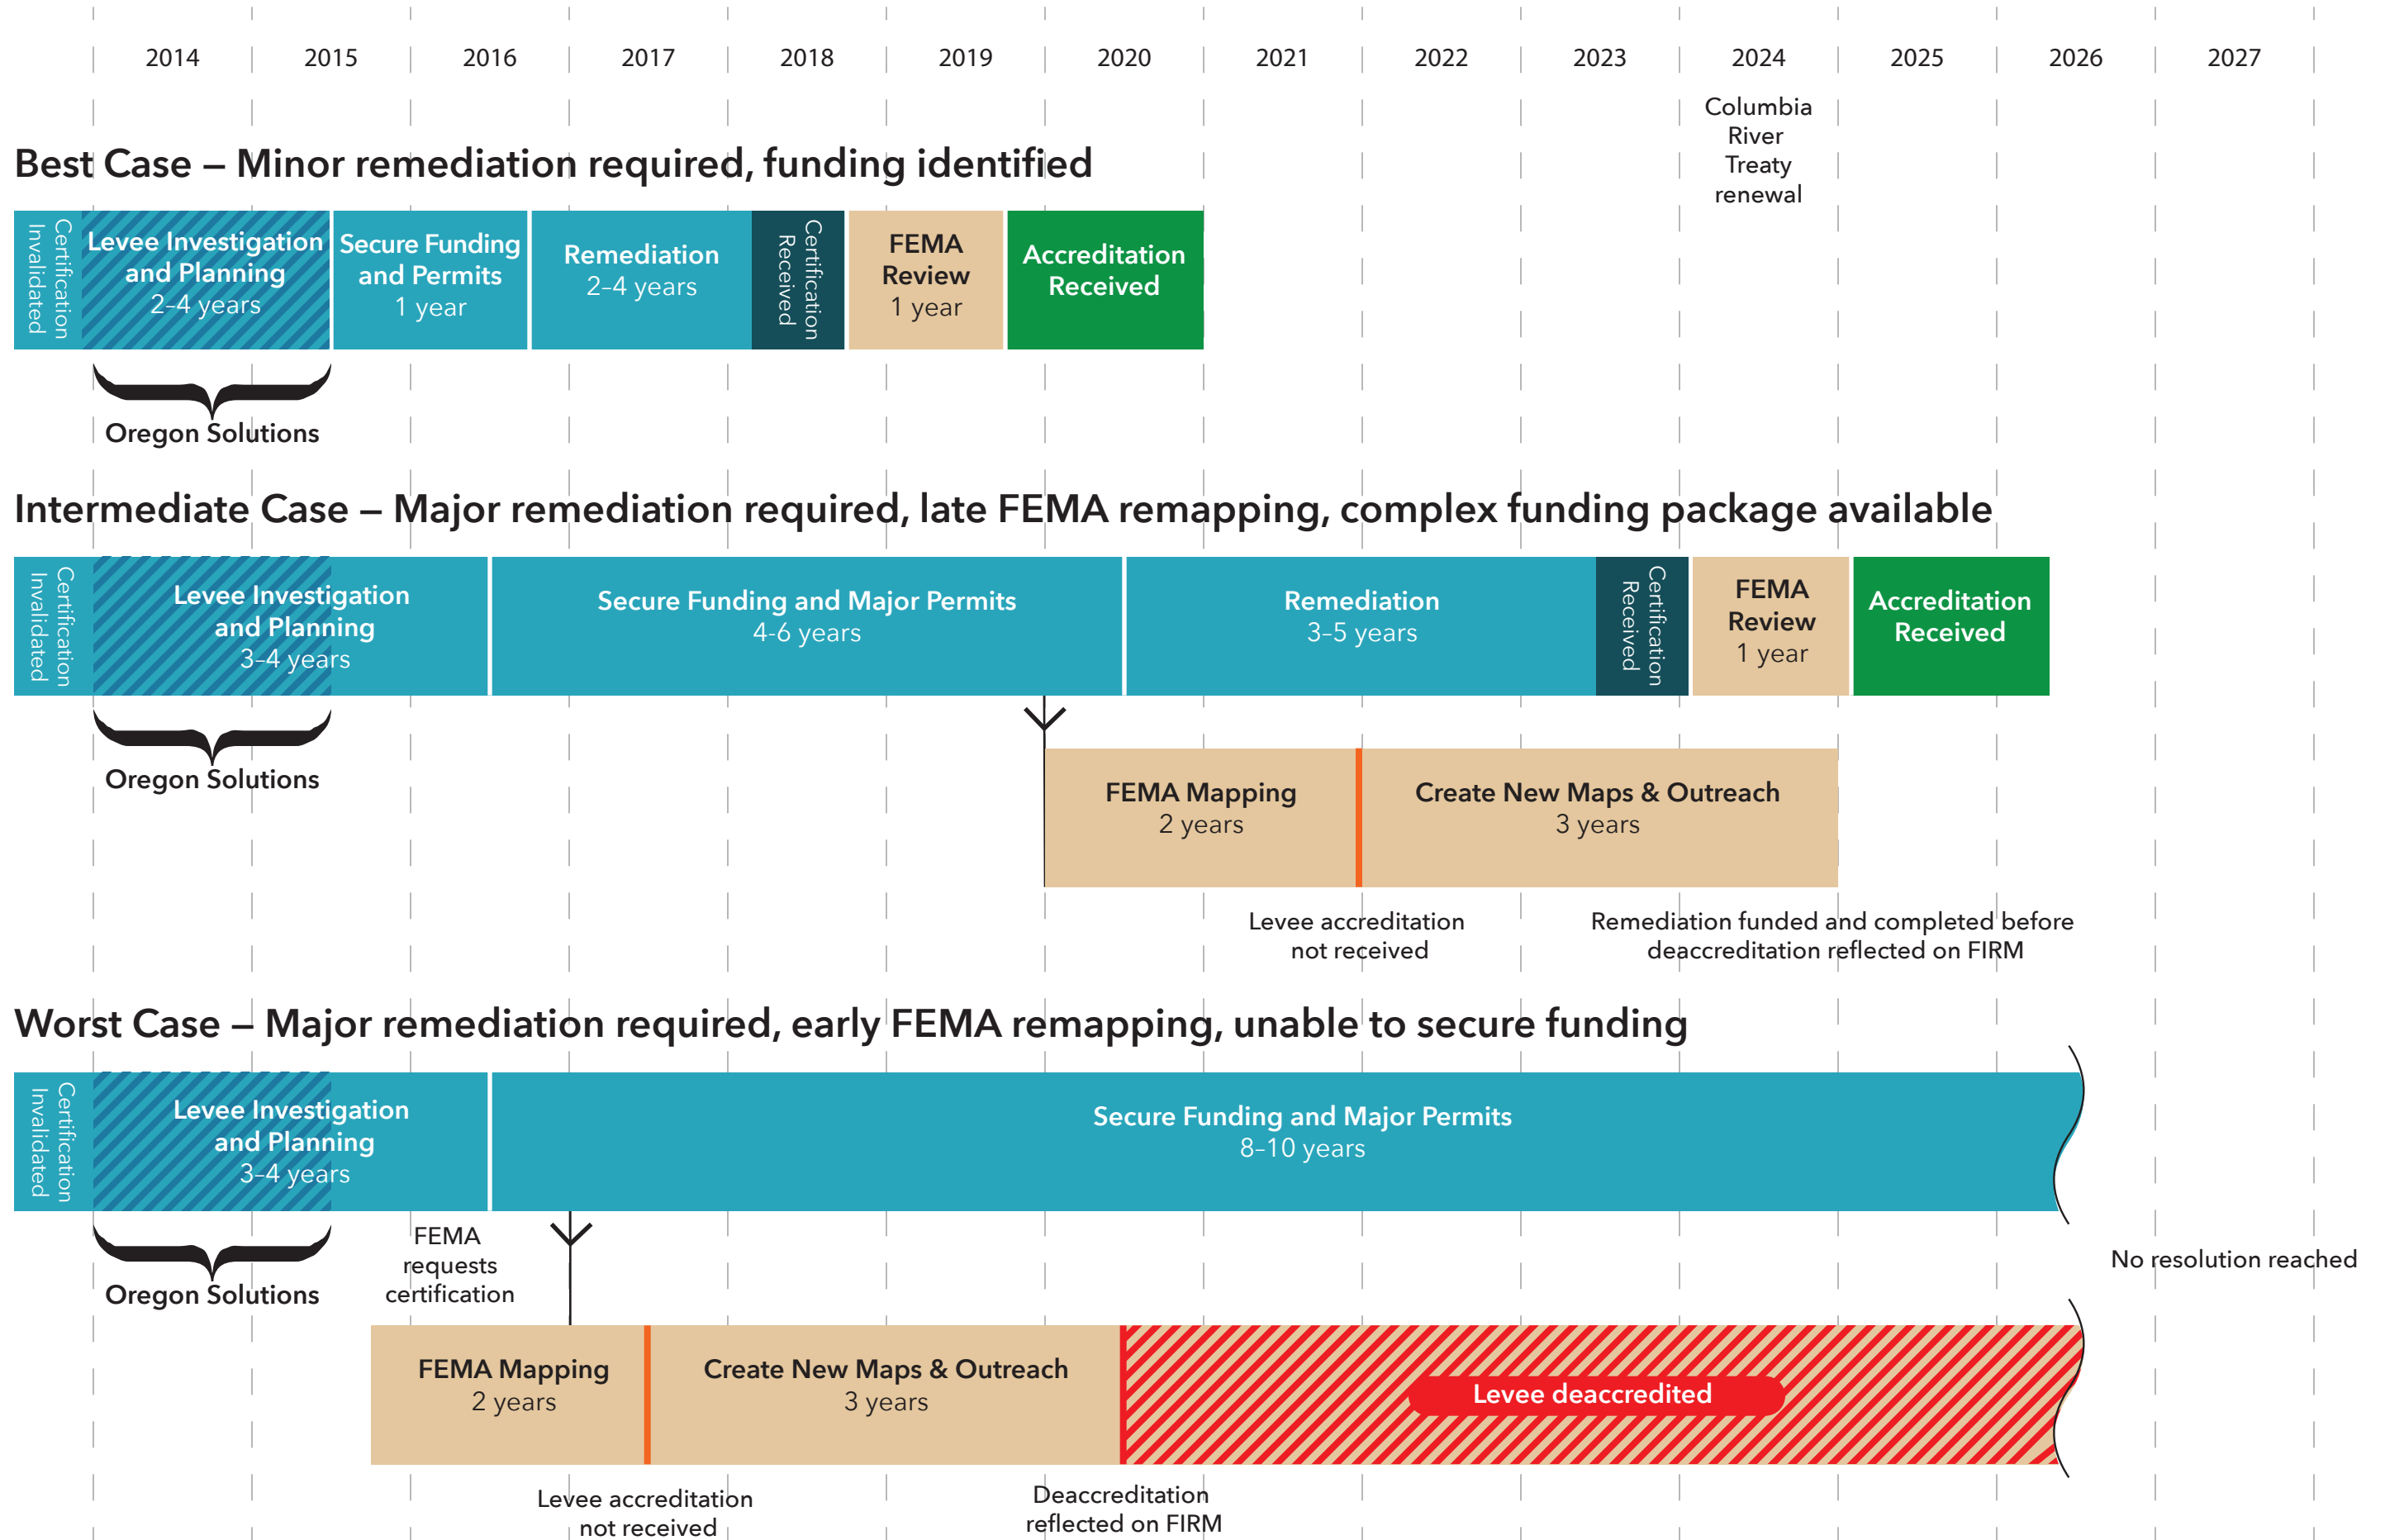 2014 2015 2016 2017 2018 2019 2020 2021 2022 2023 2024 2025 2026 2027
Columbia
River
Treaty
renewal
Best Case – Minor remediation required, funding identified
Certification
Invalidated
Levee Investigation
and Planning
2–4 years
Secure Funding
and Permits
1 year
Remediation
2–4 years
Certification
Received
FEMA
Review
1 year
Accreditation
Received
Oregon Solutions
Intermediate Case – Major remediation required, late FEMA remapping, complex funding package available
Certification
Invalidated
Levee Investigation
and Planning
3–4 years
Secure Funding and Major Permits
4-6 years
Remediation
3–5 years
Certification
Received
FEMA
Review
1 year
Accreditation
Received
Oregon Solutions
FEMA Mapping
2 years
Create New Maps & Outreach
3 years
Levee accreditation
not received
Remediation funded and completed before
deaccreditation reflected on FIRM
Worst Case – Major remediation required, early FEMA remapping, unable to secure funding
Certification
Invalidated
Levee Investigation
and Planning
3–4 years
Secure Funding and Major Permits
8–10 years
Oregon Solutions
FEMA
requests
certification
No resolution reached
FEMA Mapping
2 years
Create New Maps & Outreach
3 years
Levee deaccredited
Levee accreditation
not received
Deaccreditation
reflected on FIRM